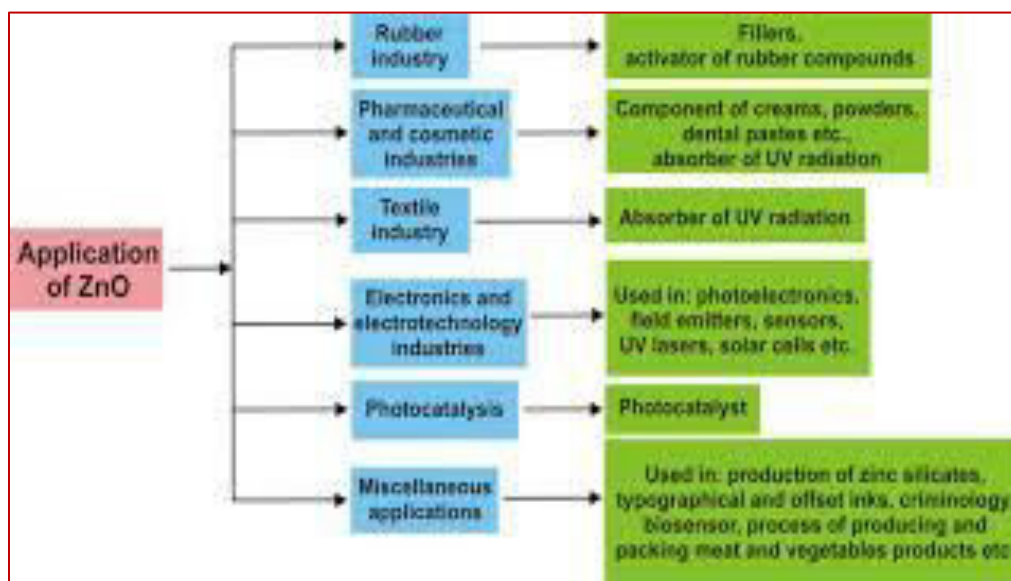 Application
of ZnO
Rubber
industry
Fillers,
activator of rubber compounds
Pharmaceutical
and cosmetic
industries
Component of creams, powders,
dental pastes etc.,
absorber of UV radiation
Textile
industry
Absorber of UV radiation
Electronics and
electrotechnology
industries
Used in: photoelectronics,
field emitters, sensors,
UV lasers, solar cells etc.
Photocatalysis
Photocatalyst
Miscellaneous
applications
Used in: production of zinc silicates,
typographical and offset inks, criminology,
biosensor, process of producing and
packing meat and vegetables products etc